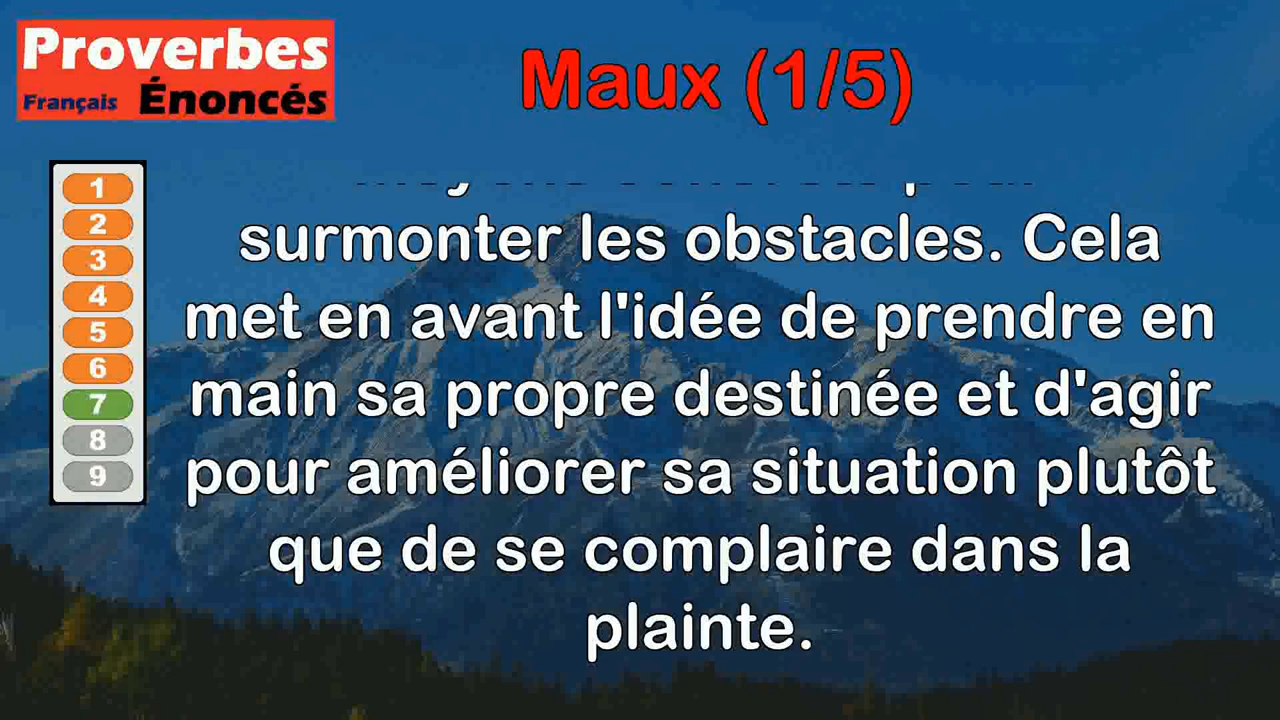 Proverbes
Français Énoncés
Maux (1/5)
1
2
3
4
5
6
7
8
9
surmonter les obstacles. Cela
met en avant l'idée de prendre en
main sa propre destinée et d'agir
pour améliorer sa situation plutôt
que de se complaire dans la
plainte.